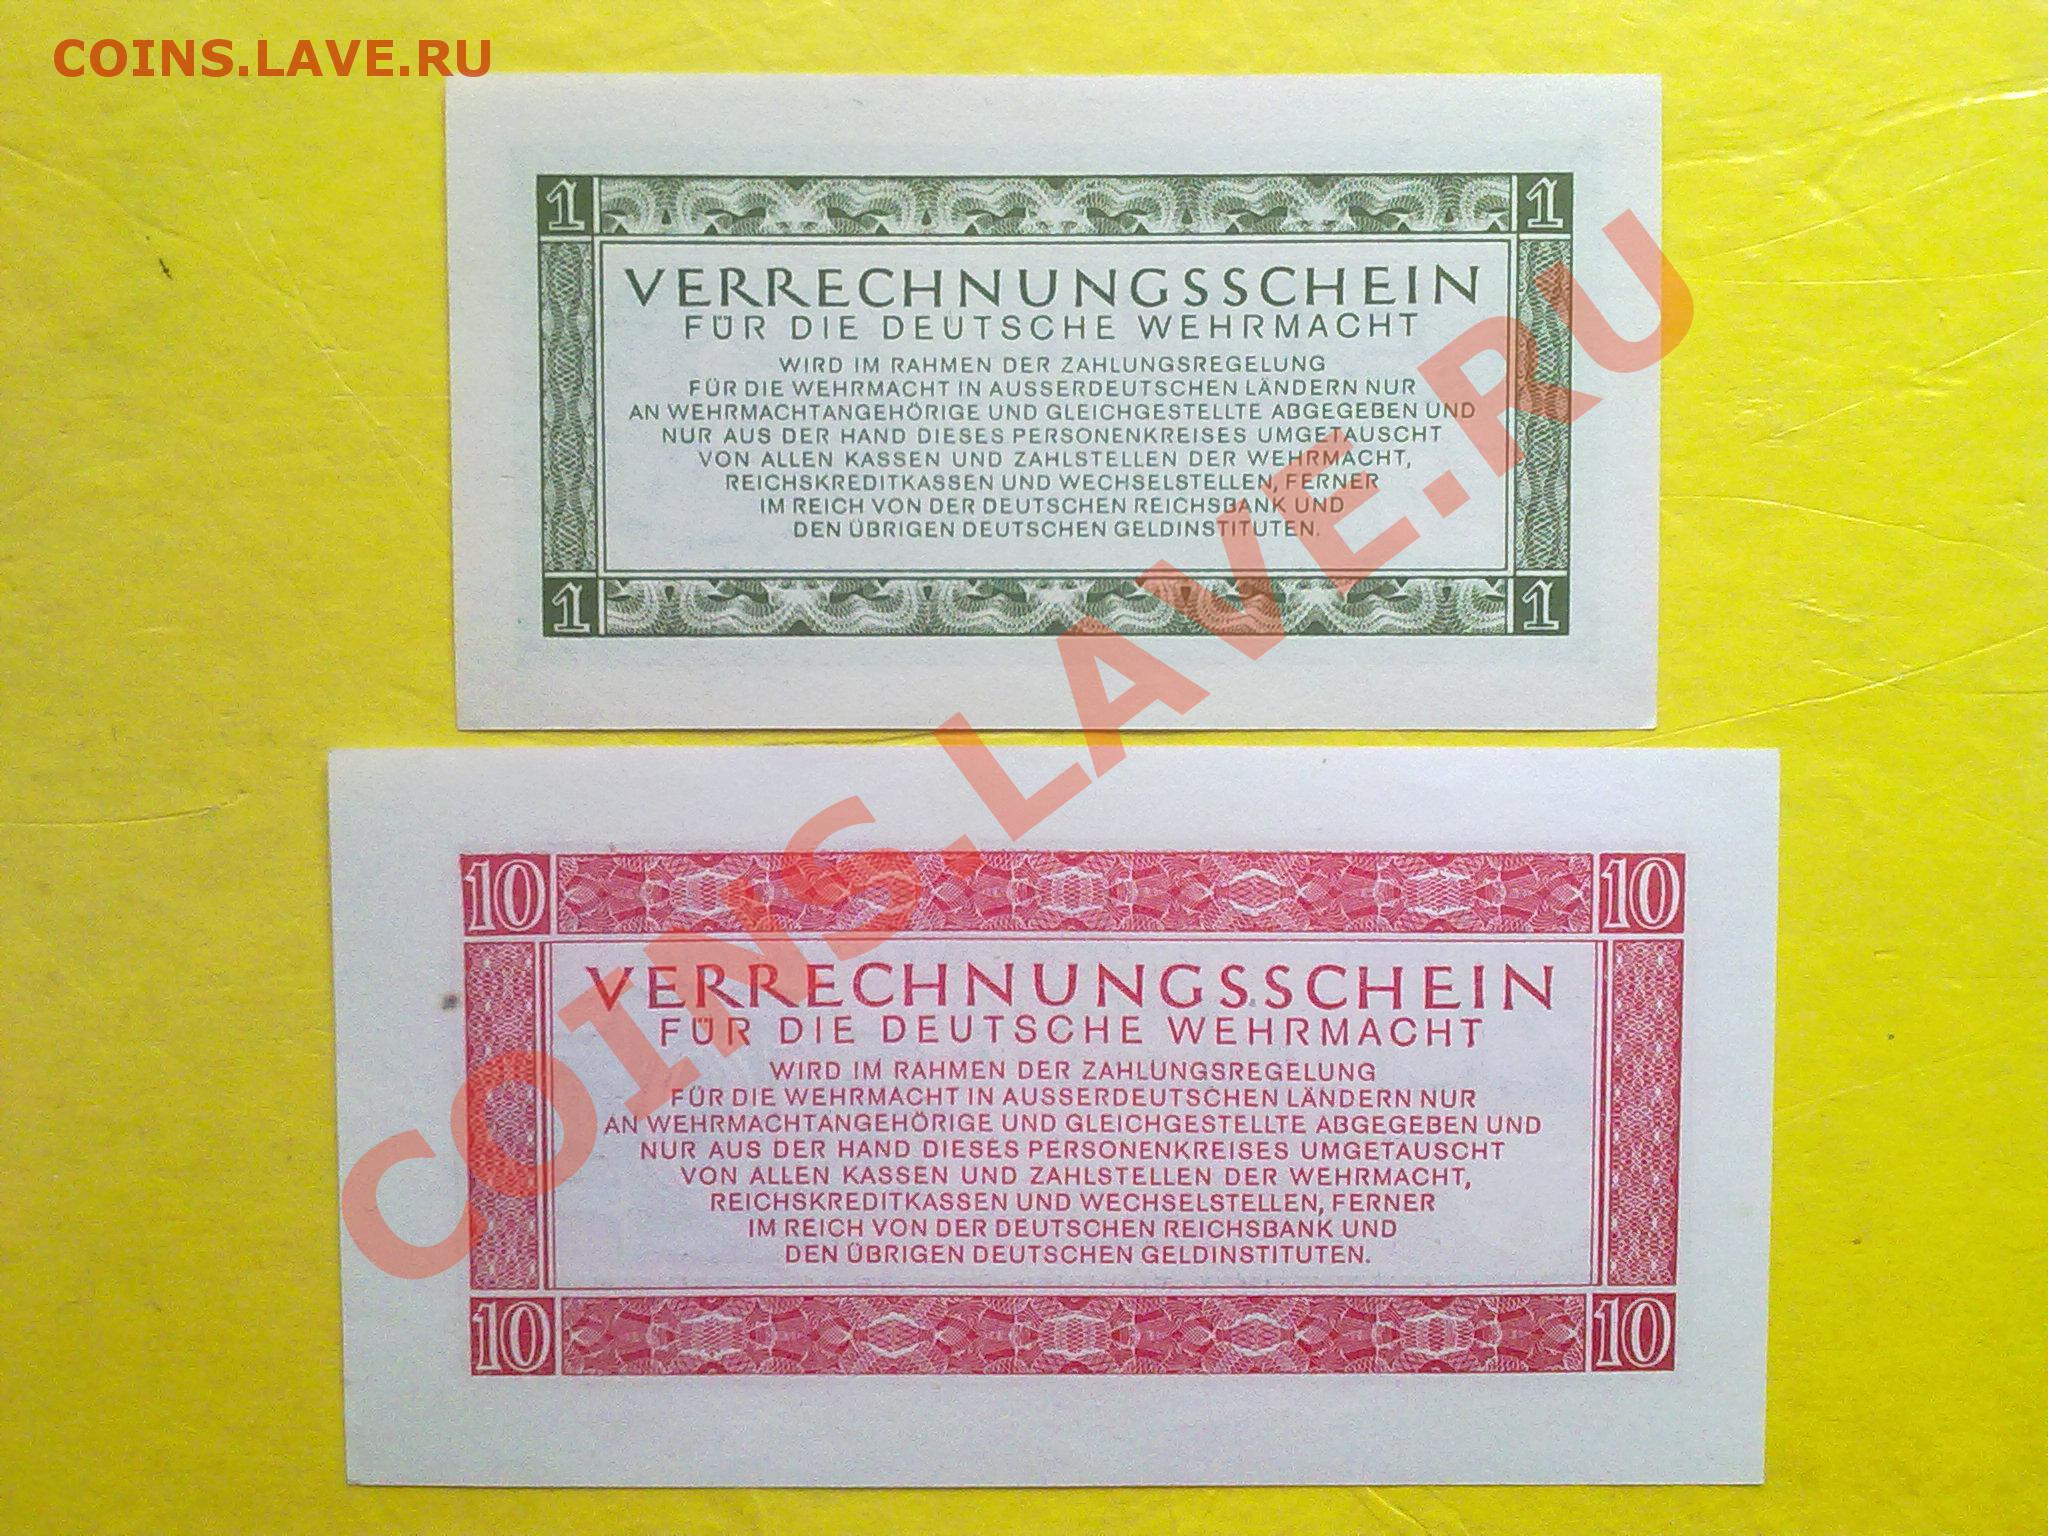 COINS.LAVE.RU
1 1
VERRECHNUNGSSCHEIN
FÜR DIE DEUTSCHE WEHRMACHT
WIRD IM RAHMEN DER ZAHLUNGSREGELUNG
FÜR DIE WEHRMACHT IN AUSSERDEUTSCHEN LÄNDERN NUR
AN WEHRMACHTANGEHÖRIGE UND GLEICHGESTELLTE ABGEGEBEN UND
NUR AUS DER HAND DIESES PERSONENKREISES UMGETAUSCHT
VON ALLEN KASSEN UND ZAHLSTELLEN DER WEHRMACHT,
REICHSKREDITKASSEN UND WECHSELSTELLEN, FERNER
IM REICH VON DER DEUTSCHEN REICHSBANK UND
DEN ÜBRIGEN DEUTSCHEN GELDINSTITUTEN.
1 1
COINS.LAVE.RU
10 10
VERRECHNUNGSSCHEIN
FÜR DIE DEUTSCHE WEHRMACHT
WIRD IM RAHMEN DER ZAHLUNGSREGELUNG
FÜR DIE WEHRMACHT IN AUSSERDEUTSCHEN LÄNDERN NUR
AN WEHRMACHTANGEHÖRIGE UND GLEICHGESTELLTE ABGEGEBEN UND
NUR AUS DER HAND DIESES PERSONENKREISES UMGETAUSCHT
VON ALLEN KASSEN UND ZAHLSTELLEN DER WEHRMACHT,
REICHSKREDITKASSEN UND WECHSELSTELLEN, FERNER
IM REICH VON DER DEUTSCHEN REICHSBANK UND
DEN ÜBRIGEN DEUTSCHEN GELDINSTITUTEN.
10 10